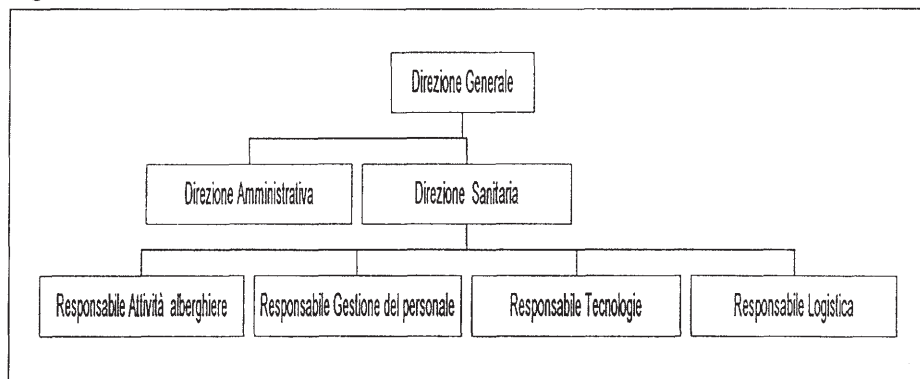 Direzione Generale
Direzione Amministrativa
Direzione Sanitaria
Responsabile Attività alberghiere
Responsabile Gestione del personale
Responsabile Tecnologie
Responsabile Logistica